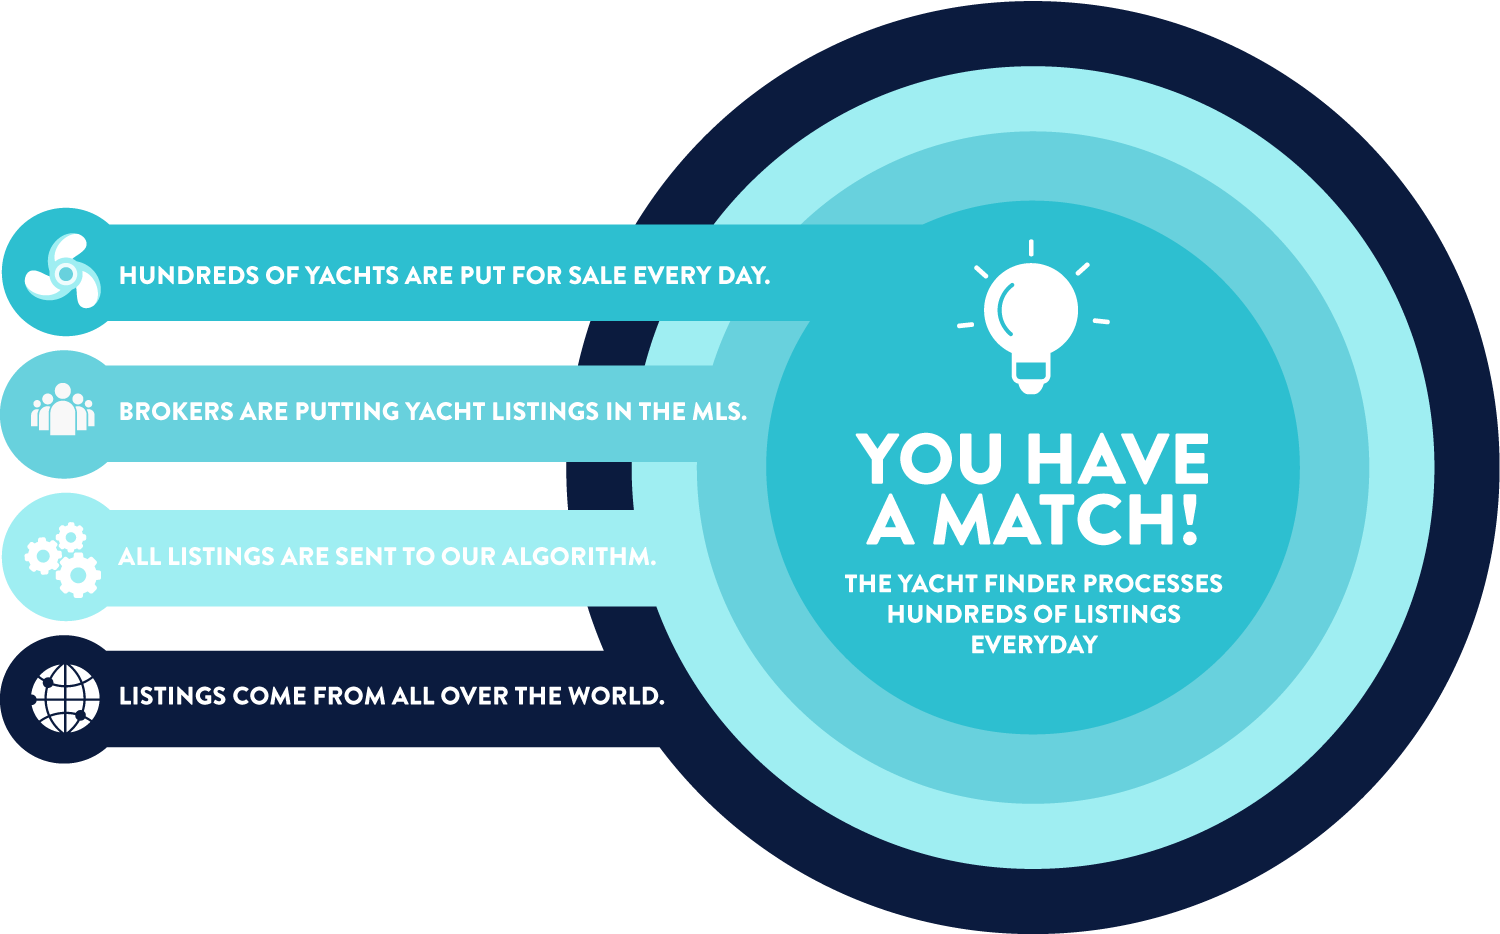 HUNDREDS OF YACHTS ARE PUT FOR SALE EVERY DAY.
BROKERS ARE PUTTING YACHT LISTINGS IN THE MLS.
ALL LISTINGS ARE SENT TO OUR ALGORITHM.
LISTINGS COME FROM ALL OVER THE WORLD.
YOU HAVE
A MATCH!
THE YACHT FINDER PROCESSES
HUNDREDS OF LISTINGS
EVERYDAY